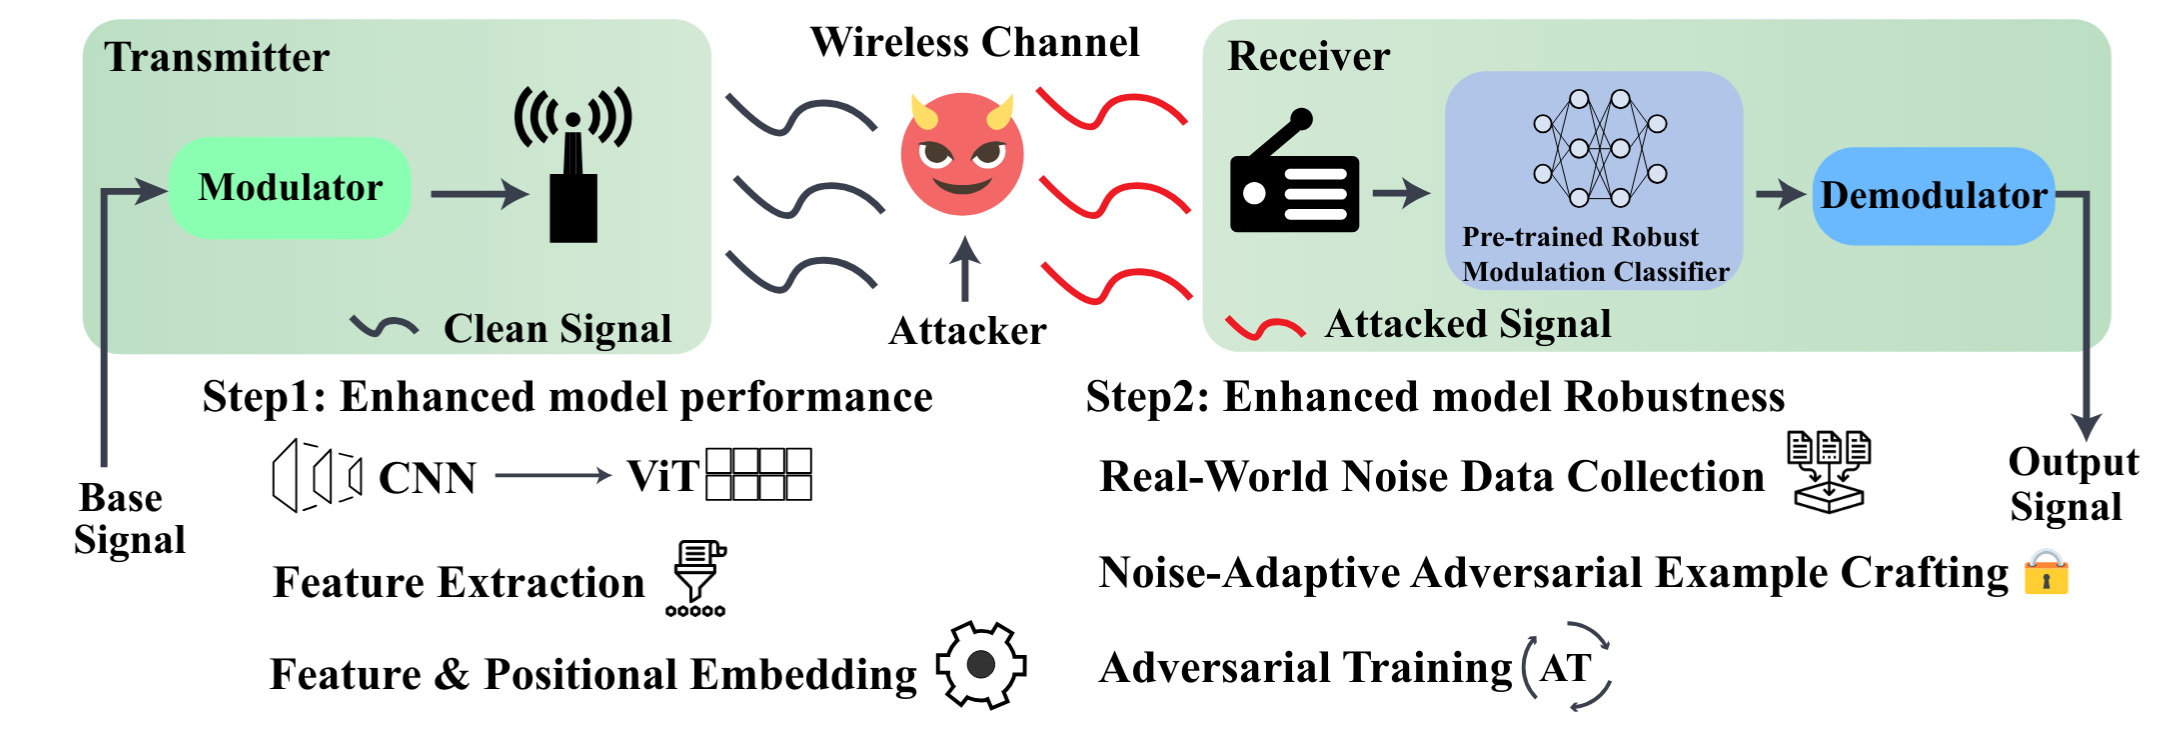 Transmitter
Modulator
Clean Signal
Wireless Channel
Attacker
Receiver
Pre-trained Robust
Modulation Classifier
Demodulator
Attacked Signal
Base
Signal
Output
Signal
Step1: Enhanced model performance
CNN
ViT
Feature Extraction
Feature & Positional Embedding
Step2: Enhanced model Robustness
Real-World Noise Data Collection
Noise-Adaptive Adversarial Example Crafting
Adversarial Training
AT